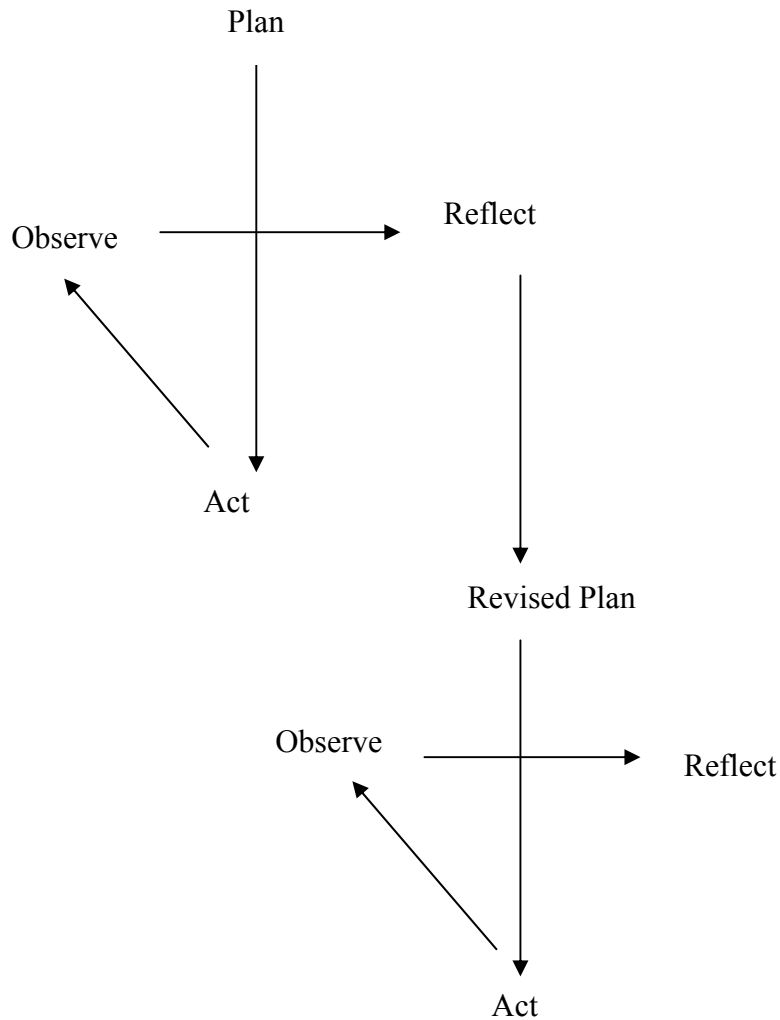 Plan
Observe
Reflect
Act
Revised Plan
Observe
Reflect
Act